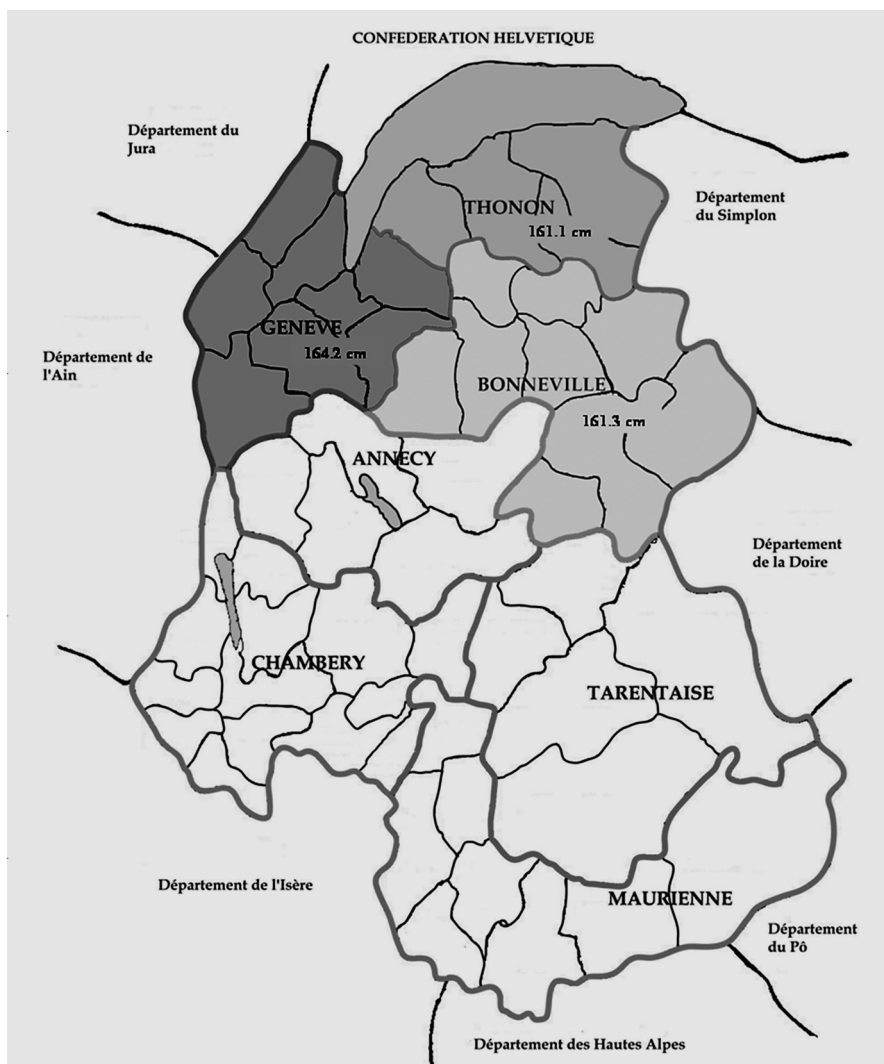 CONFEDERATION HELVETIQUE
Département du
Jura
Département
du Simplon
THONON
161.1 cm
GENEVE
164.2 cm
Département de
l'Ain
BONNEVILLE
161.3 cm
ANNECY
Département
de la Doire
CHAMBERY
TARENTAISE
Département de l'Isère
MAURIENNE
Département
du Pô
Département des Hautes Alpes